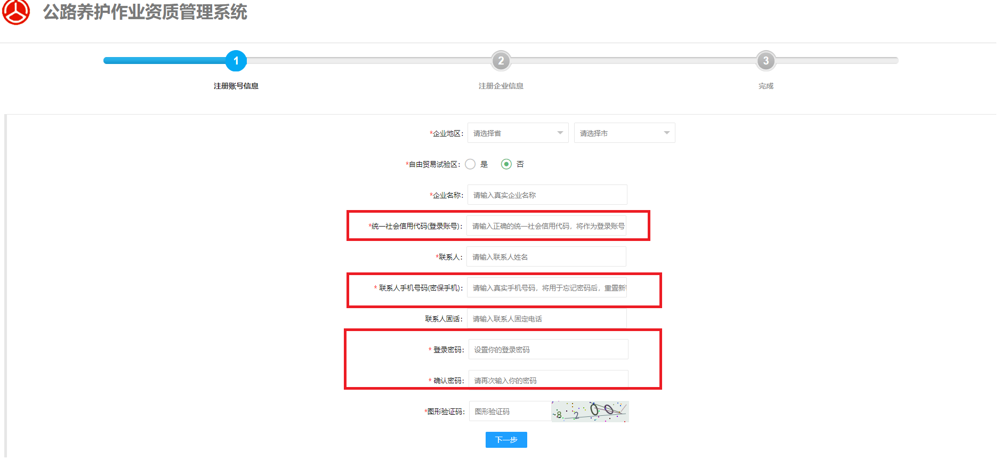 公路养护作业资质管理系统
1
2
3
注册账号信息
注册企业信息
完成
*企业地区： 请选择省 请选择市
*自由贸易试验区： 是 否
*企业名称： 请输入真实企业名称
*统一社会信用代码(登录账号)： 请输入正确的统一社会信用代码，将作为登录账号
*联系人： 请输入联系人姓名
* 联系人手机号码(密保手机)： 请输入真实手机号码，将用于忘记密码后，重置新
联系人固话： 请输入联系人固定电话
* 登录密码： 设置你的登录密码
* 确认密码： 请再次输入你的密码
*图形验证码： 图形验证码 8 2 0 0
下一步